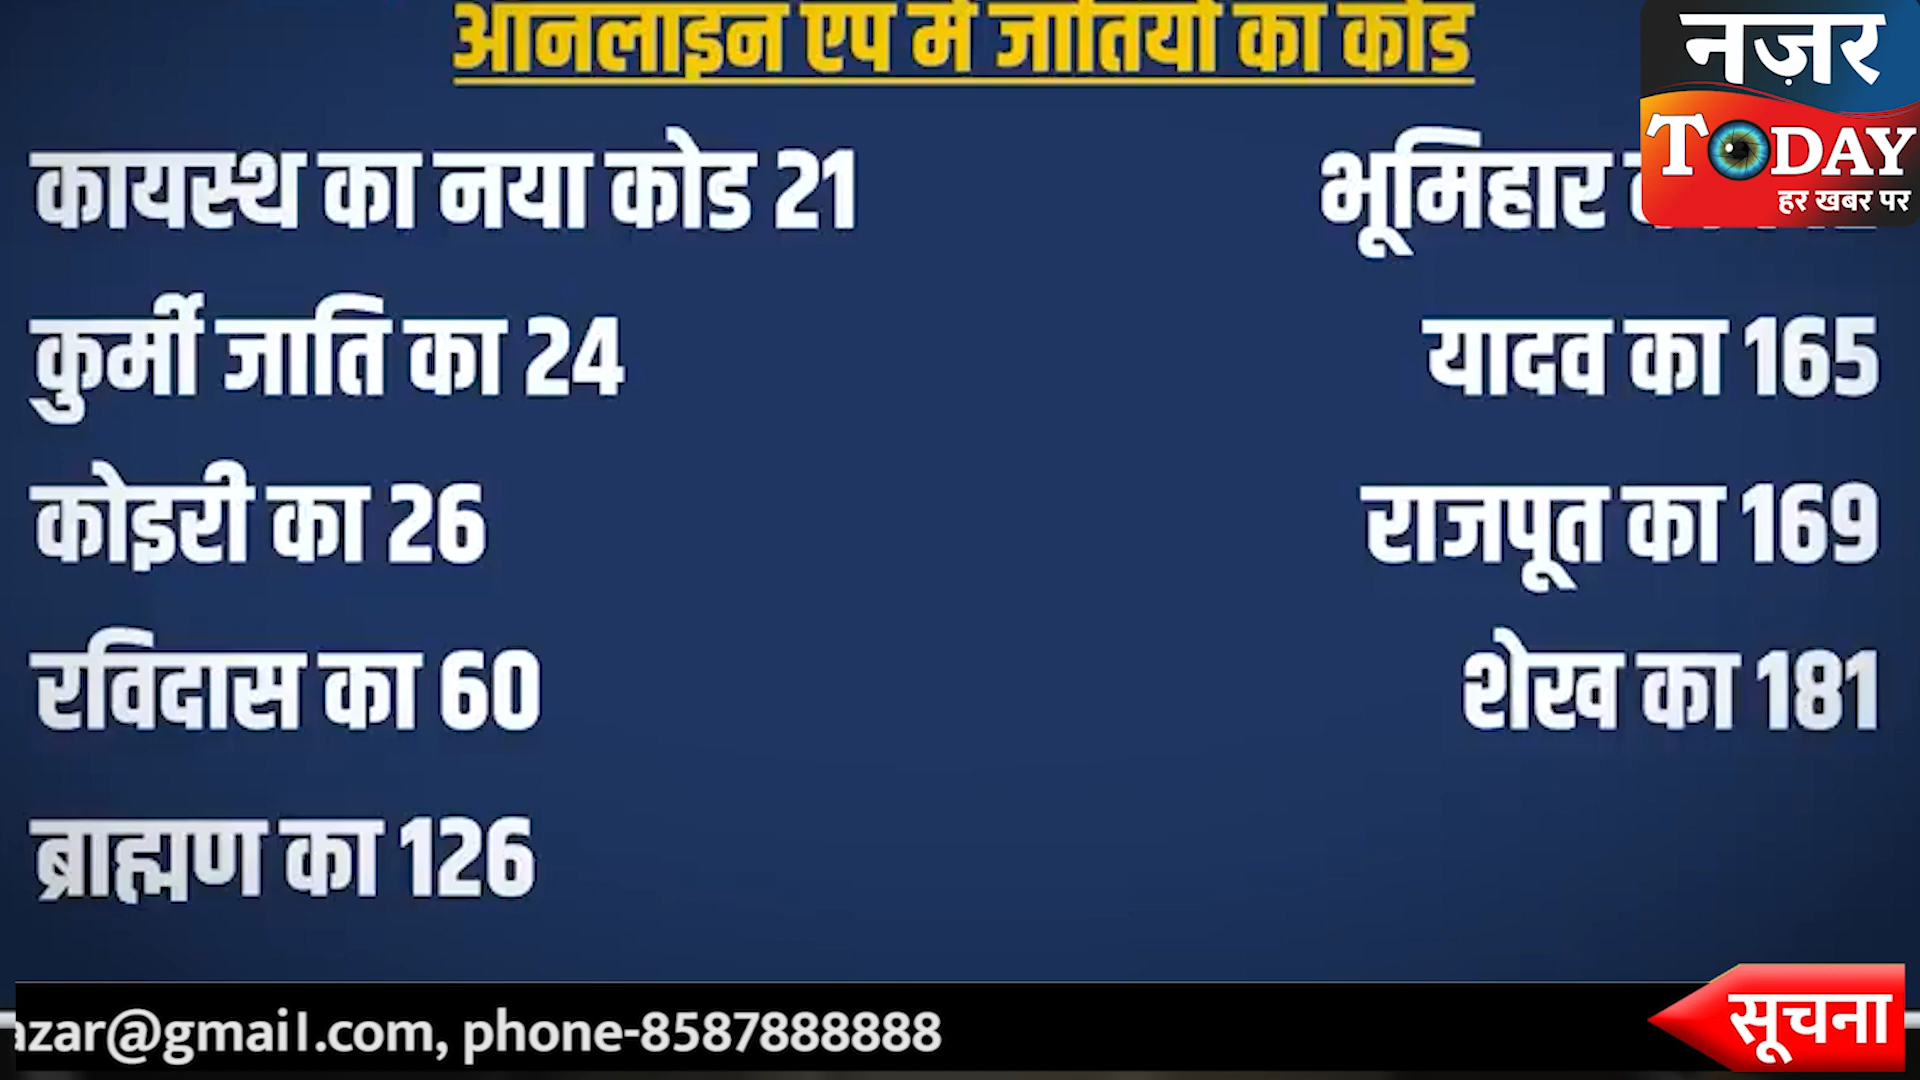 आनलाइन एप में जातियों का कोड
नज़र
TODAY
हर खबर पर
कायस्थ का नया कोड 21
भूमिहार
कुर्मी जाति का 24
यादव का 165
कोइरी का 26
राजपूत का 169
रविदास का 60
शेख का 181
ब्राह्मण का 126
azar@gmail.com, phone-8587888888
सूचना